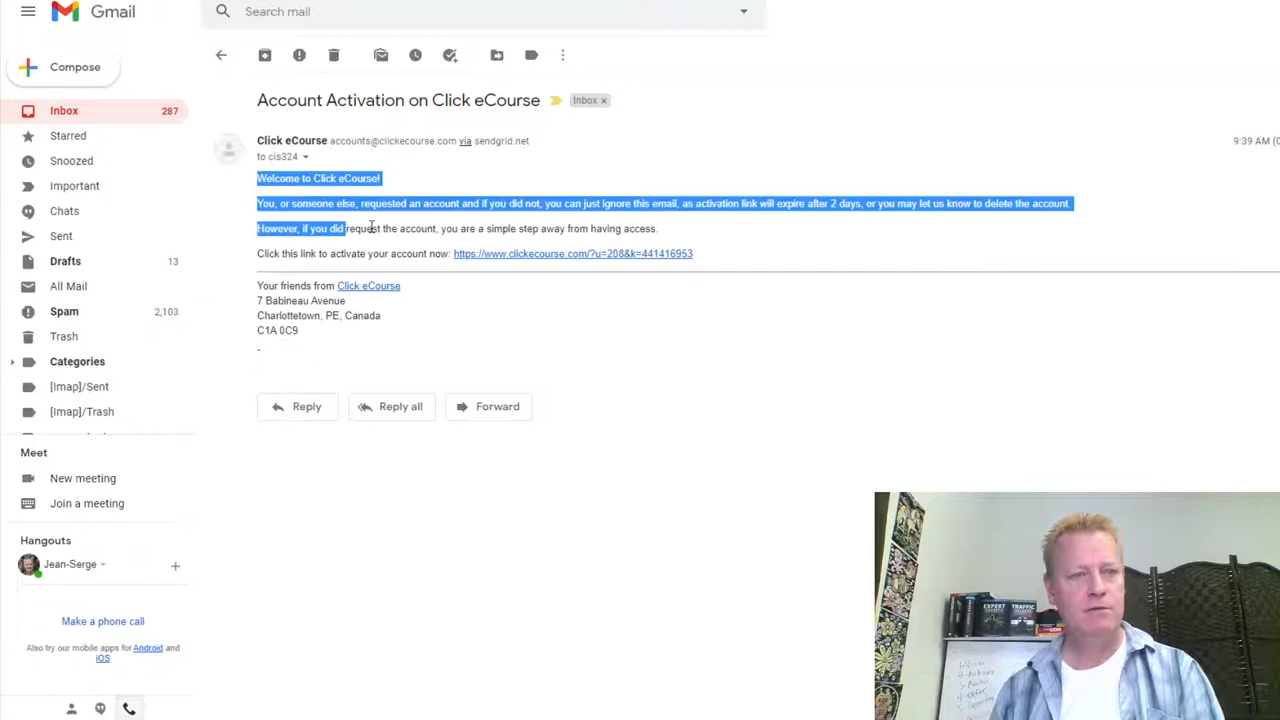 Gmail
Search mail
Compose
Account Activation on Click eCourse
Inbox ×
Inbox 287
Click eCourse accounts@clickecourse.com via sendgrid.net
9:39 AM (0
to cis324
Starred
Snoozed
Important
Chats
Sent
Drafts 13
All Mail
Spam 2,103
Trash
Categories
[Imap]/Sent
[Imap]/Trash
Welcome to Click eCourse!
You, or someone else, requested an account and if you did not, you can just ignore this email, as activation link will expire after 2 days, or you may let us know to delete the account.
However, if you did request the account, you are a simple step away from having access.
Click this link to activate your account now: https://www.clickecourse.com/?u=208&k=441416953
Your friends from Click eCourse
7 Babineau Avenue
Charlottetown, PE, Canada
C1A 0C9
-
Reply
Reply all
Forward
Meet
New meeting
Join a meeting
Hangouts
Jean-Serge
+
Make a phone call
Also try our mobile apps for Android and
iOS
EXPERT
SECRETS
TRAFFIC
SECRETS